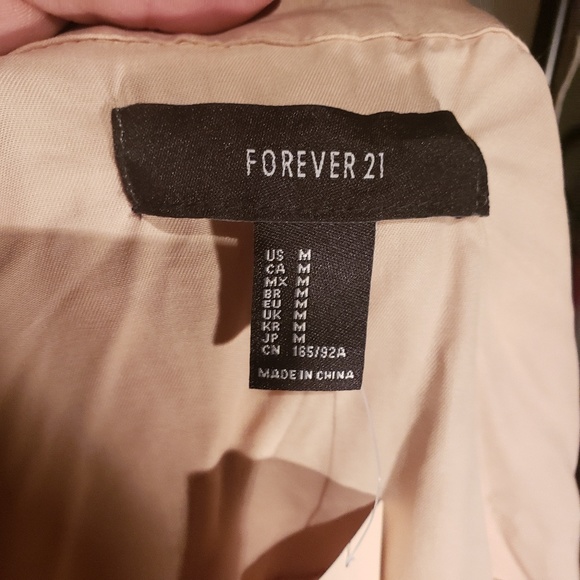 FOREVER 21
US M
CA M
MX M
BR M
EU M
UK M
KR M
JP M
CN 165/92A
MADE IN CHINA